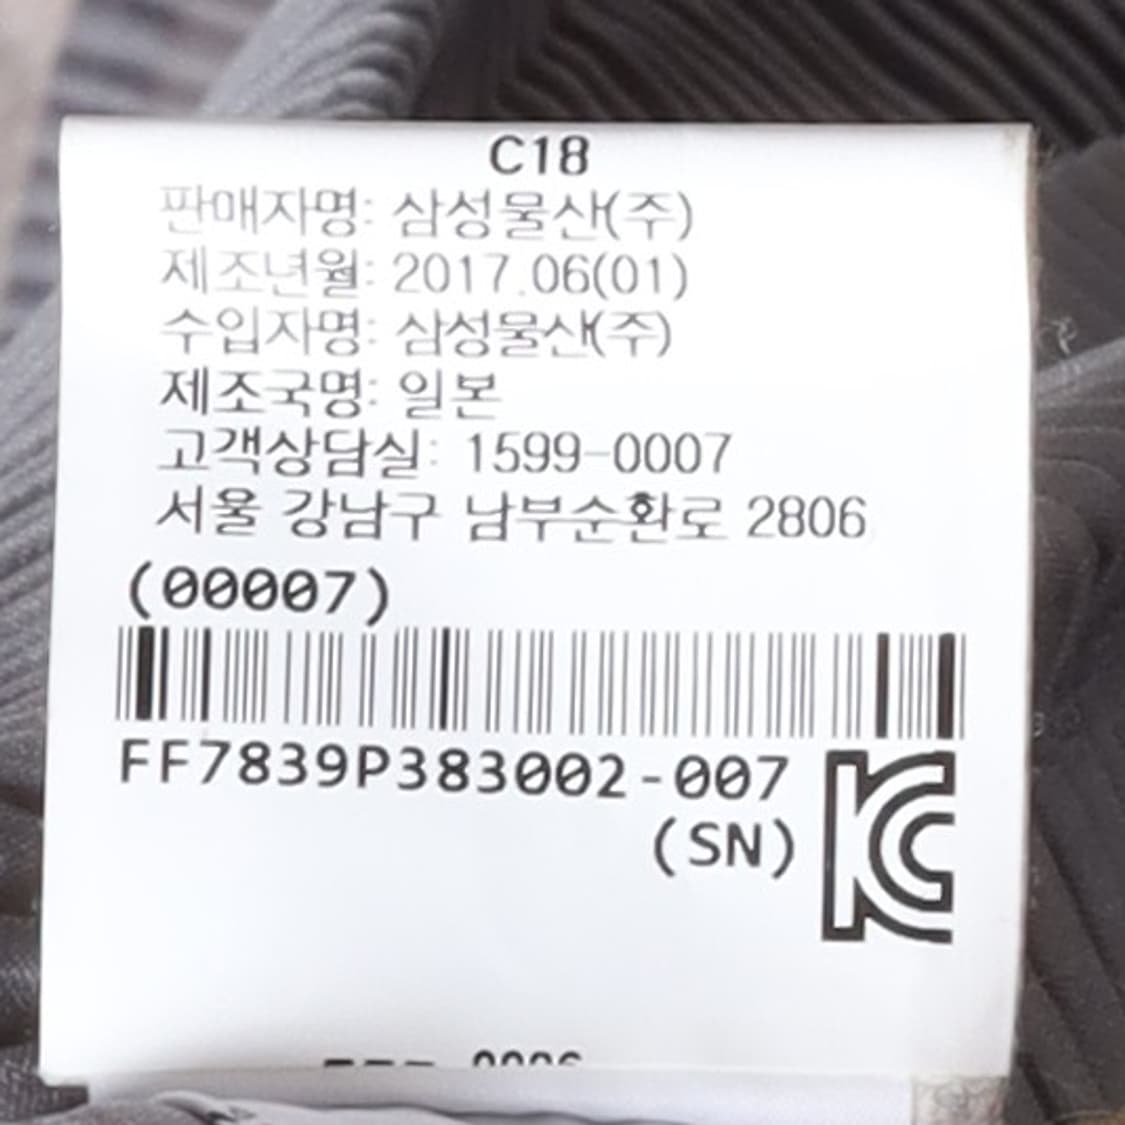 C18
판매자명: 삼성물산(주)
제조년월: 2017.06(01)
수입자명: 삼성물산(주)
제조국명: 일본
고객상담실: 1599-0007
서울 강남구 남부순환로 2806
(00007)
FF7839P383002-007
(SN)
KC